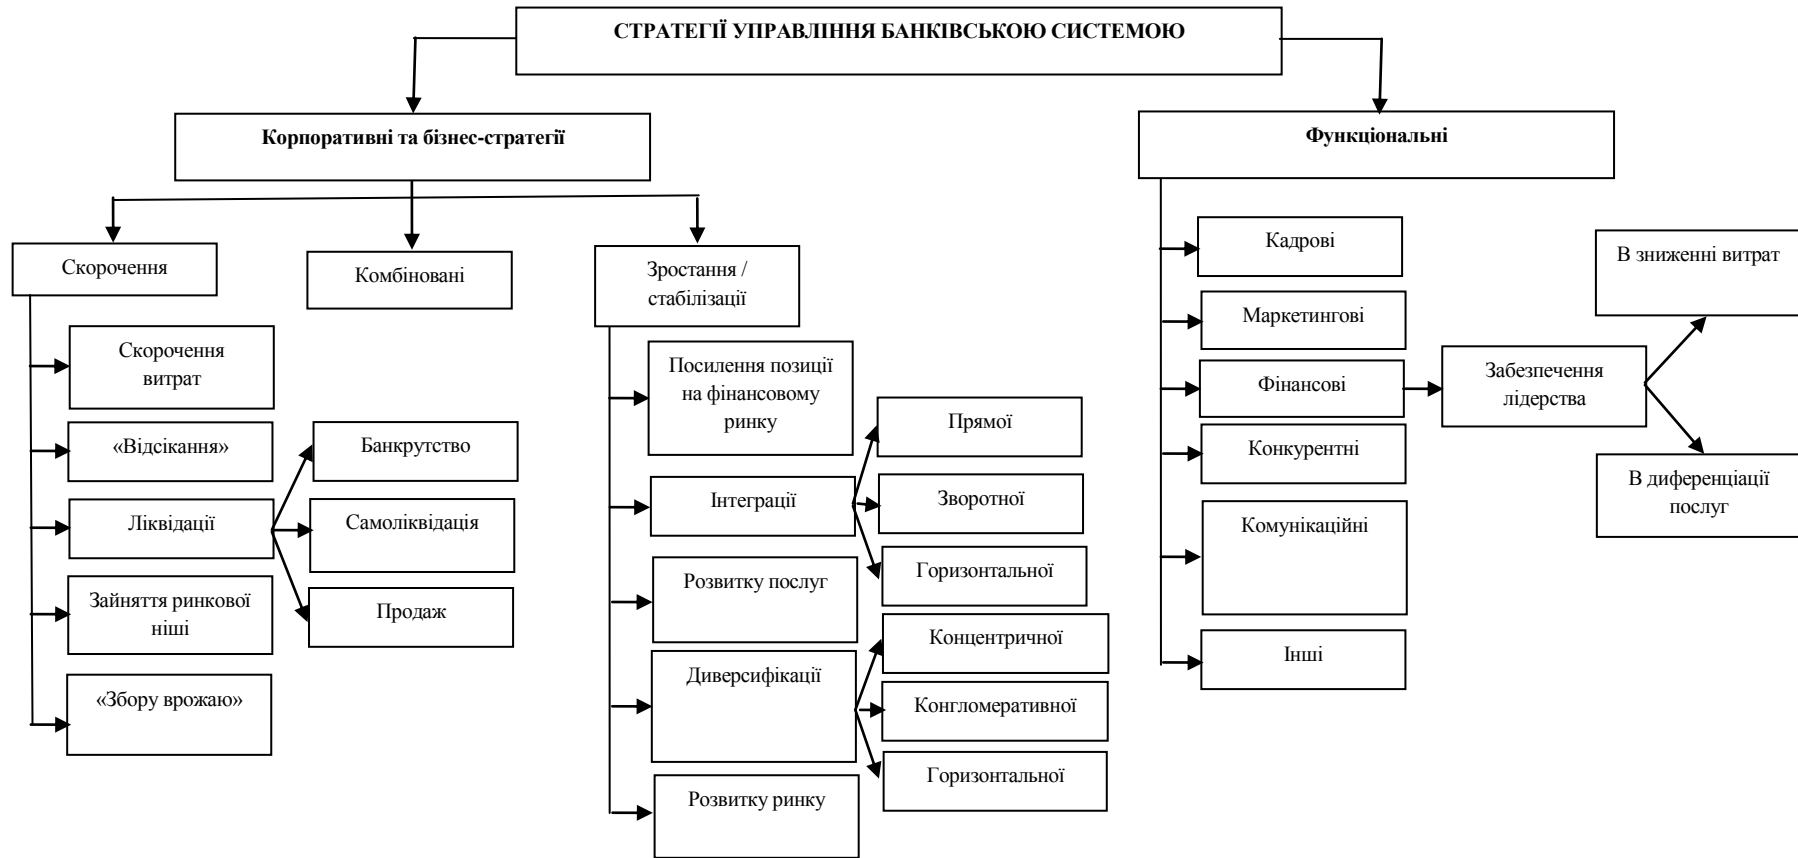 СТРАТЕГІЇ УПРАВЛІННЯ БАНКІВСЬКОЮ СИСТЕМОЮ
Корпоративні та бізнес-стратегії
Скорочення
Скорочення
витрат
«Відсікання»
Ліквідації
Банкрутство
Самоліквідація
Продаж
Зайняття ринкової
ніші
«Збору врожаю»
Комбіновані
Зростання /
стабілізації
Посилення позиції
на фінансовому
ринку
Інтеграції
Прямої
Зворотної
Горизонтальної
Розвитку послуг
Диверсифікації
Концентричної
Конгломеративної
Горизонтальної
Розвитку ринку
Функціональні
Кадрові
Маркетингові
Фінансові
Забезпечення
лідерства
В зниженні витрат
В диференціації
послуг
Конкурентні
Комунікаційні
Інші